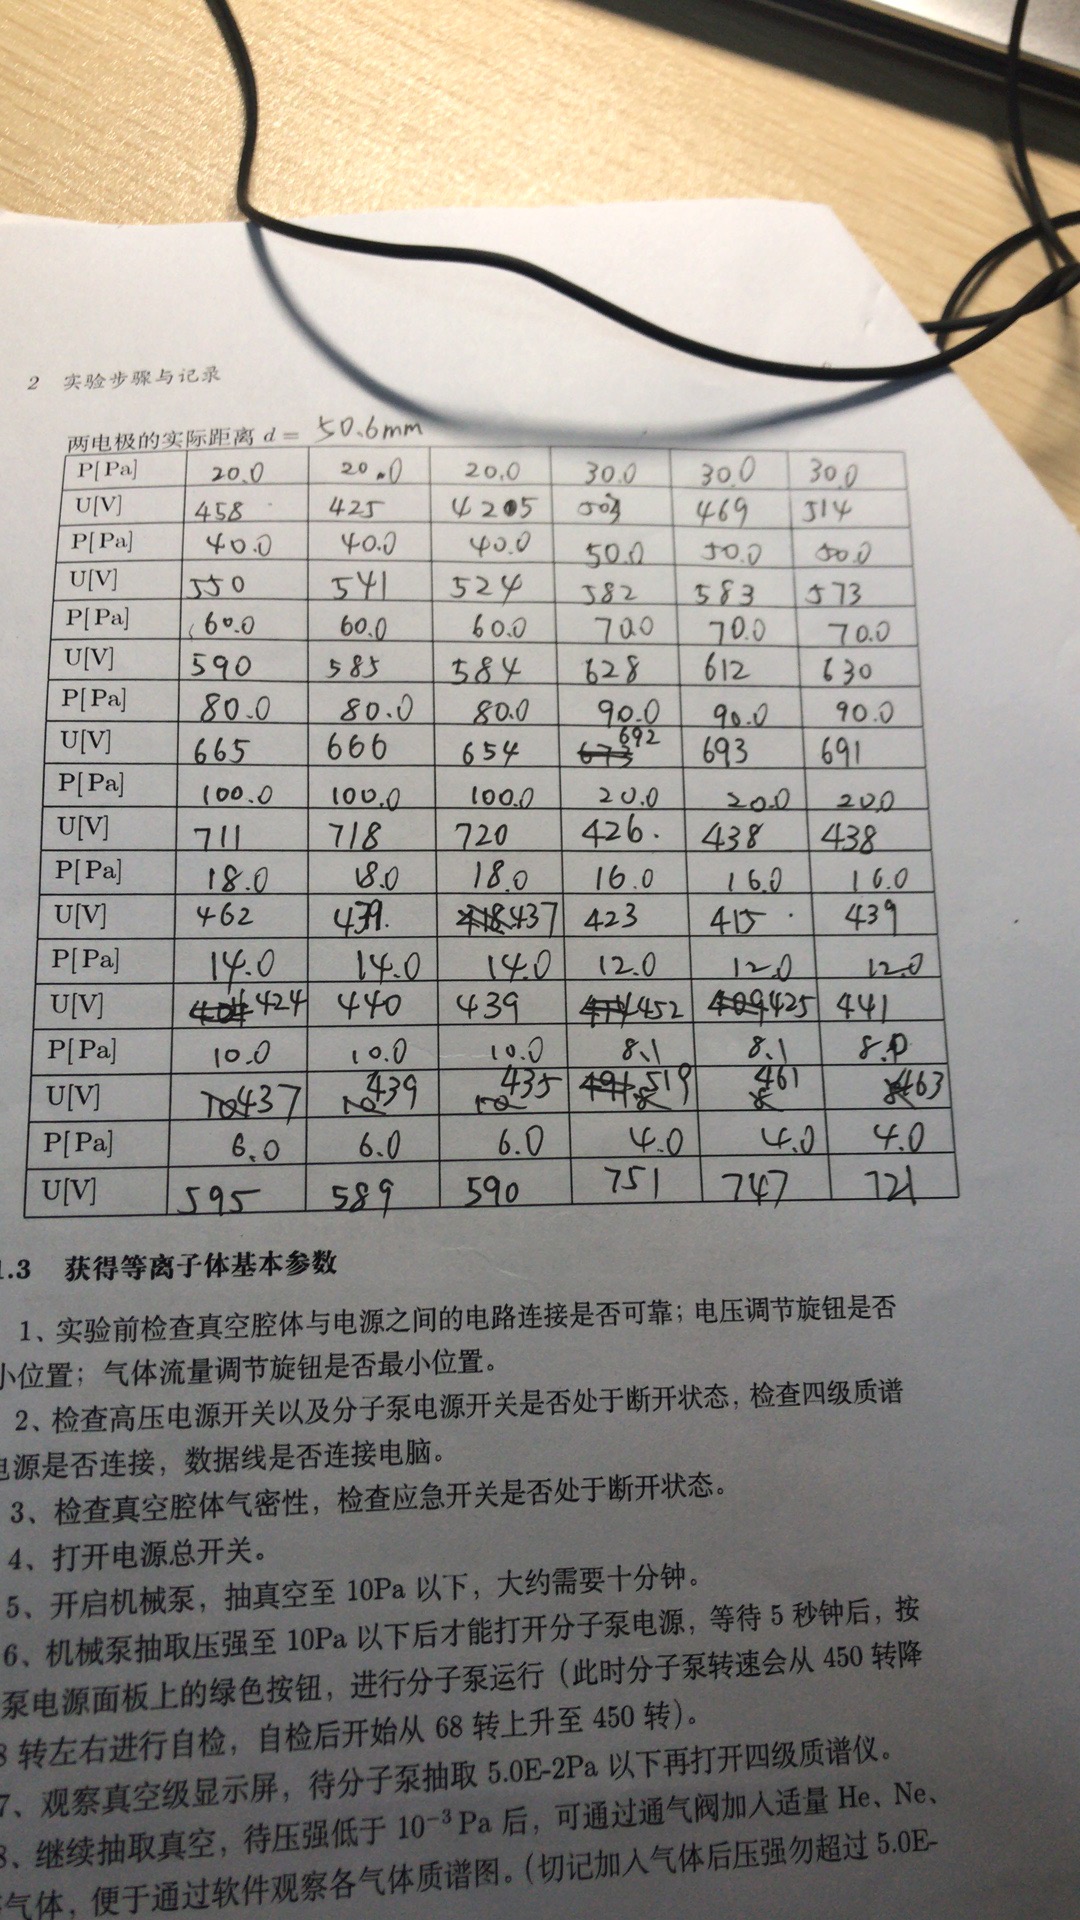 2 实验步骤与记录
两电极的实际距离 d = 50.6mm
P[Pa] 20.0 20.0 20.0 30.0 30.0 30.0
U[V] 458 425 425 503 469 514
P[Pa] 40.0 40.0 40.0 50.0 50.0 50.0
U[V] 550 541 524 582 583 573
P[Pa] 60.0 60.0 60.0 70.0 70.0 70.0
U[V] 590 585 584 628 612 630
P[Pa] 80.0 80.0 80.0 90.0 90.0 90.0
U[V] 665 666 654 692 693 691
P[Pa] 100.0 100.0 100.0 20.0 20.0 20.0
U[V] 711 718 720 426. 438 438
P[Pa] 18.0 18.0 18.0 16.0 16.0 16.0
U[V] 462 439. 437 423 415 439
P[Pa] 14.0 14.0 14.0 12.0 12.0 12.0
U[V] 424 440 439 452 425 441
P[Pa] 10.0 10.0 10.0 8.1 8.1 8.0
U[V] 437 439 435 519 461 463
P[Pa] 6.0 6.0 6.0 4.0 4.0 4.0
U[V] 595 589 590 751 747 721
1.3 获得等离子体基本参数
1、实验前检查真空腔体与电源之间的电路连接是否可靠；电压调节旋钮是否
小位置；气体流量调节旋钮是否最小位置。
2、检查高压电源开关以及分子泵电源开关是否处于断开状态，检查四级质谱
电源是否连接，数据线是否连接电脑。
3、检查真空腔体气密性，检查应急开关是否处于断开状态。
4、打开电源总开关。
5、开启机械泵，抽真空至 10Pa 以下，大约需要十分钟。
6、机械泵抽取压强至 10Pa 以下后才能打开分子泵电源，等待 5 秒钟后，按
泵电源面板上的绿色按钮，进行分子泵运行（此时分子泵转速会从 450 转降
8 转左右进行自检，自检后开始从 68 转上升至 450 转）。
7、观察真空级显示屏，待分子泵抽取 5.0E-2Pa 以下再打开四级质谱仪。
8、继续抽取真空，待压强低于 10⁻³ Pa 后，可通过通气阀加入适量 He、Ne、
气体，便于通过软件观察各气体质谱图。（切记加入气体后压强勿超过 5.0E-